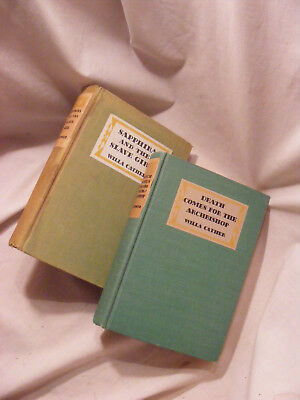 SAPPHIRA
AND THE
SLAVE GIRL
WILLA CATHER
DEATH
COMES FOR THE
ARCHBISHOP
WILLA CATHER